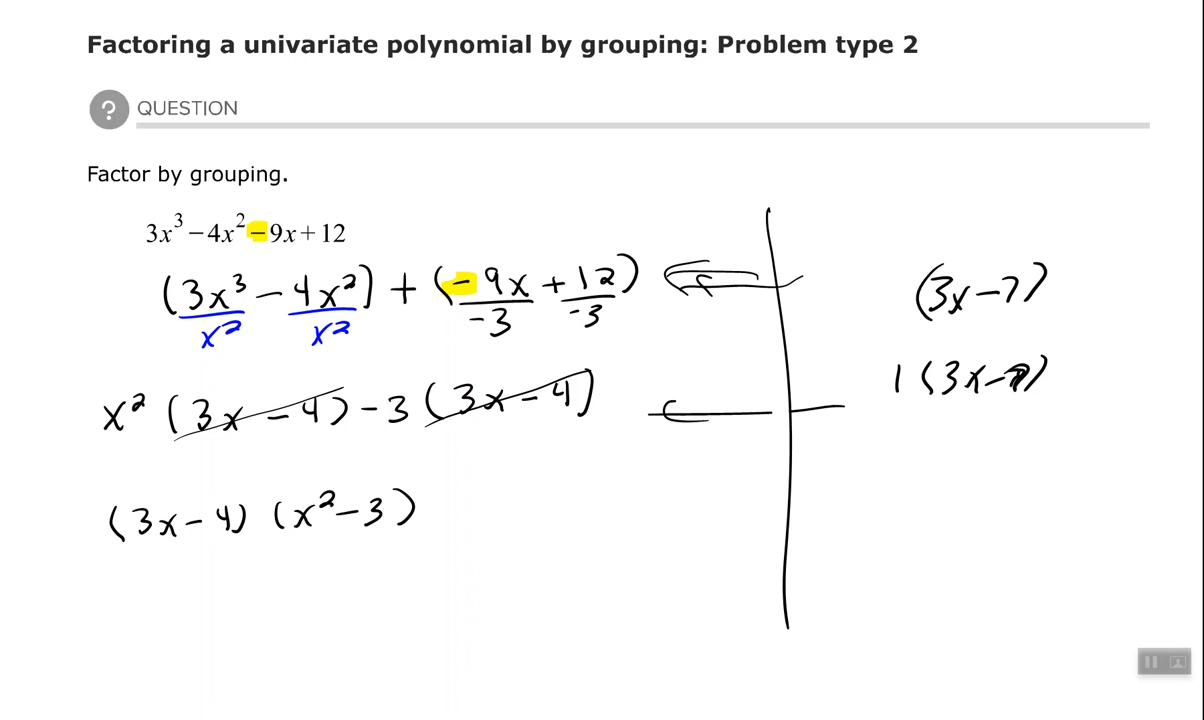 Factoring a univariate polynomial by grouping: Problem type 2
? QUESTION
Factor by grouping.
3x³ − 4x² − 9x + 12
(3x³ − 4x²) + (−9x + 12)
x² x² −3 −3
(3x − 7)
x² (3x − 4) − 3 (3x − 4)
1 (3x − 7)
(3x − 4) (x² − 3)